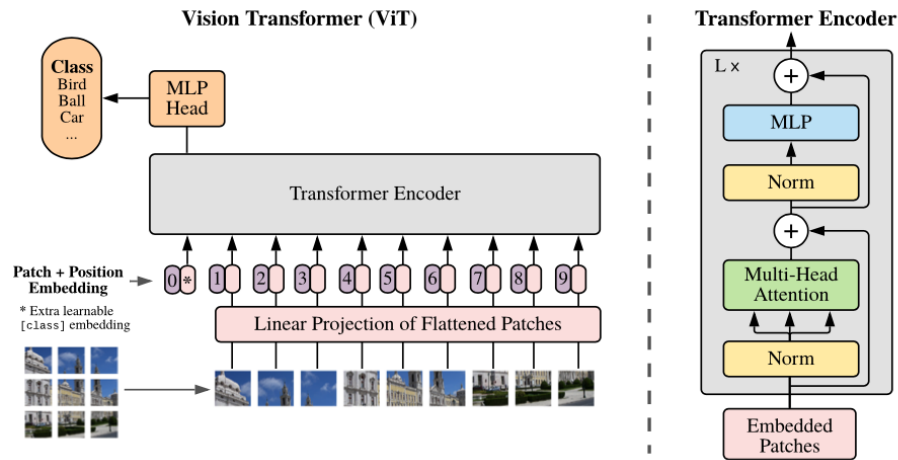 Vision Transformer (ViT)
Class
Bird
Ball
Car
...
MLP
Head
Transformer Encoder
Patch + Position
Embedding
0 * 1 2 3 4 5 6 7 8 9
* Extra learnable
[class] embedding
Linear Projection of Flattened Patches
Transformer Encoder
L ×
+
MLP
Norm
+
Multi-Head
Attention
Norm
Embedded
Patches